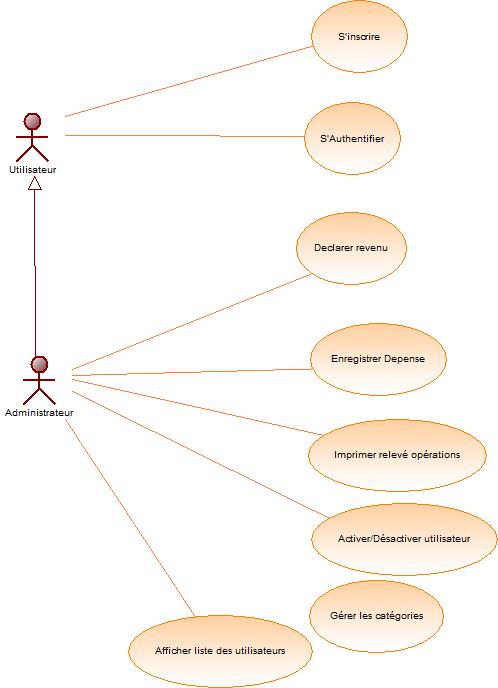 S'inscrire
S'Authentifier
Utilisateur
Declarer revenu
Enregistrer Depense
Administrateur
Imprimer relevé opérations
Activer/Désactiver utilisateur
Gérer les catégories
Afficher liste des utilisateurs